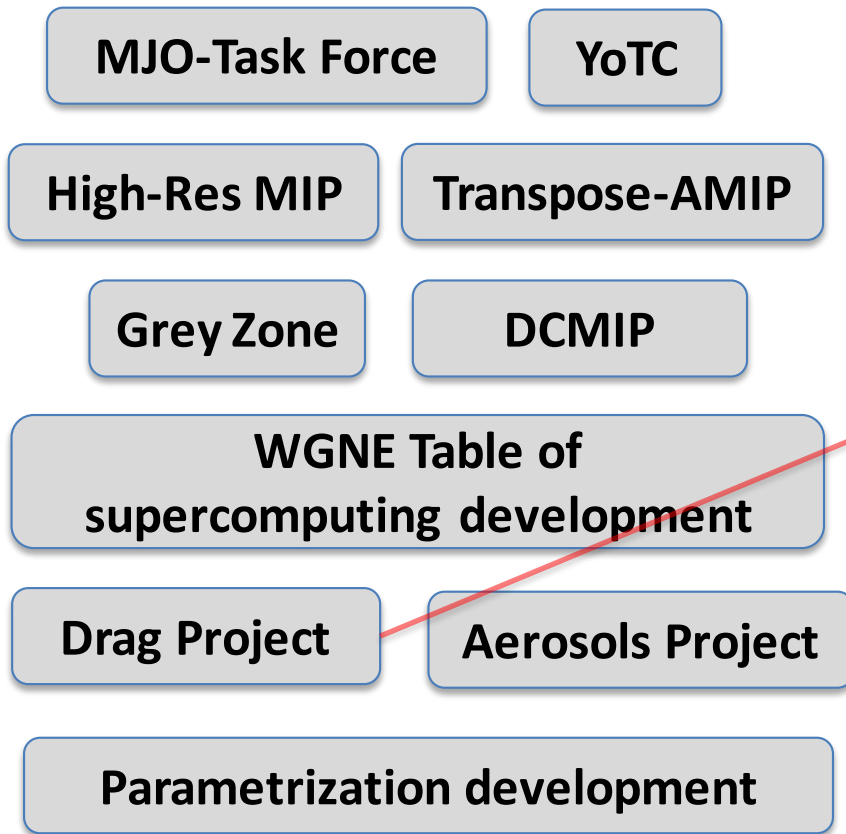 MJO-Task Force
YoTC
High-Res MIP
Transpose-AMIP
Grey Zone
DCMIP
WGNE Table of
supercomputing development
Drag Project
Aerosols Project
Parametrization development